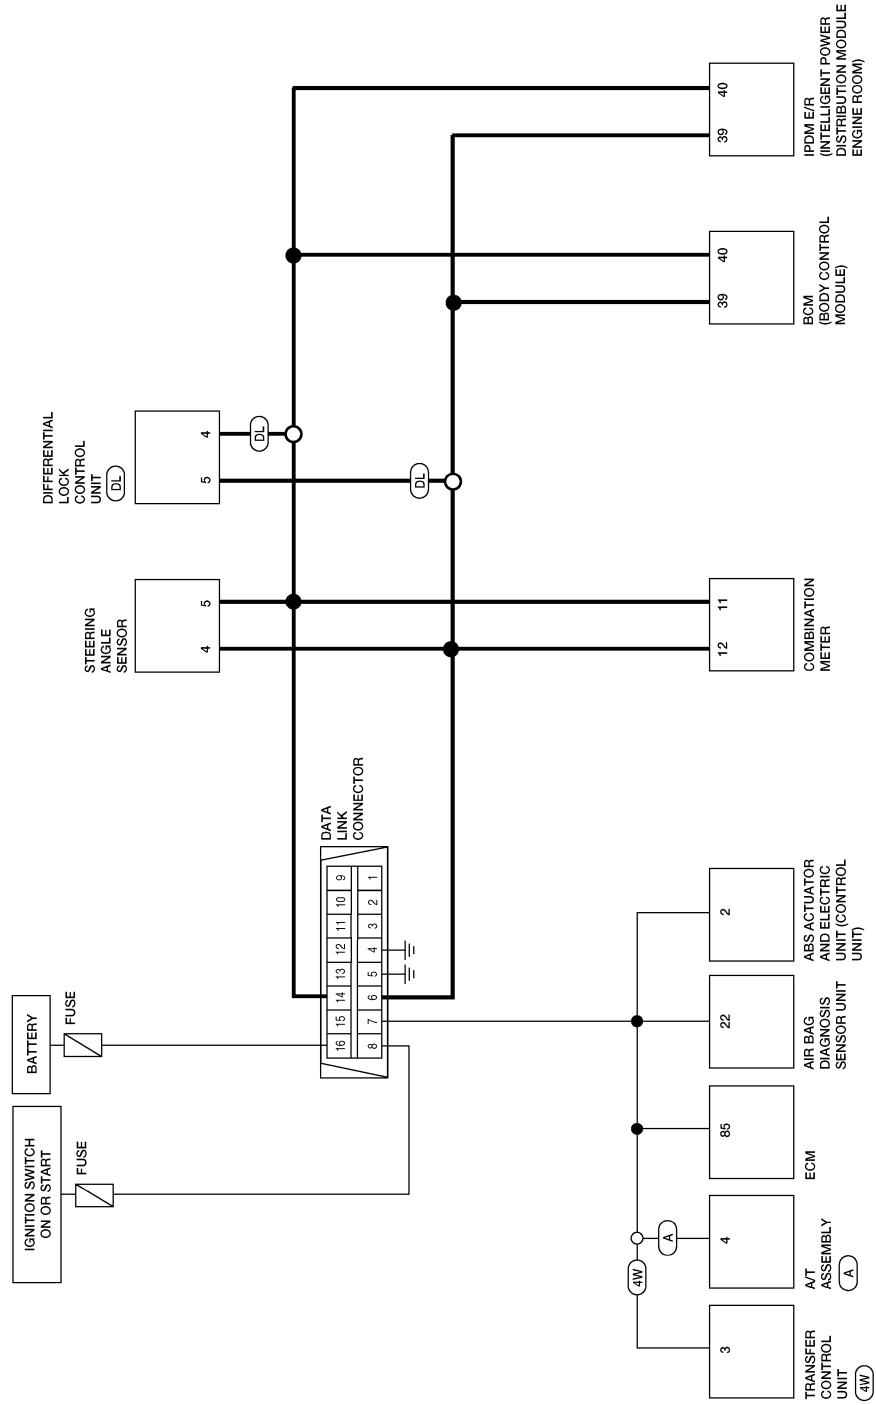 IGNITION SWITCH
ON OR START
BATTERY
FUSE
FUSE
STEERING
ANGLE
SENSOR
4 5
DIFFERENTIAL
LOCK
CONTROL
UNIT
DL
5 4
DL
DL
DATA
LINK
CONNECTOR
16 15 14 13 12 11 10 9
8 7 6 5 4 3 2 1
4W
A
3
TRANSFER
CONTROL
UNIT
4W
4
A/T
ASSEMBLY
A
85
ECM
22
AIR BAG
DIAGNOSIS
SENSOR UNIT
2
ABS ACTUATOR
AND ELECTRIC
UNIT (CONTROL
UNIT)
12 11
COMBINATION
METER
39 40
BCM
(BODY CONTROL
MODULE)
39 40
IPDM E/R
(INTELLIGENT POWER
DISTRIBUTION MODULE
ENGINE ROOM)